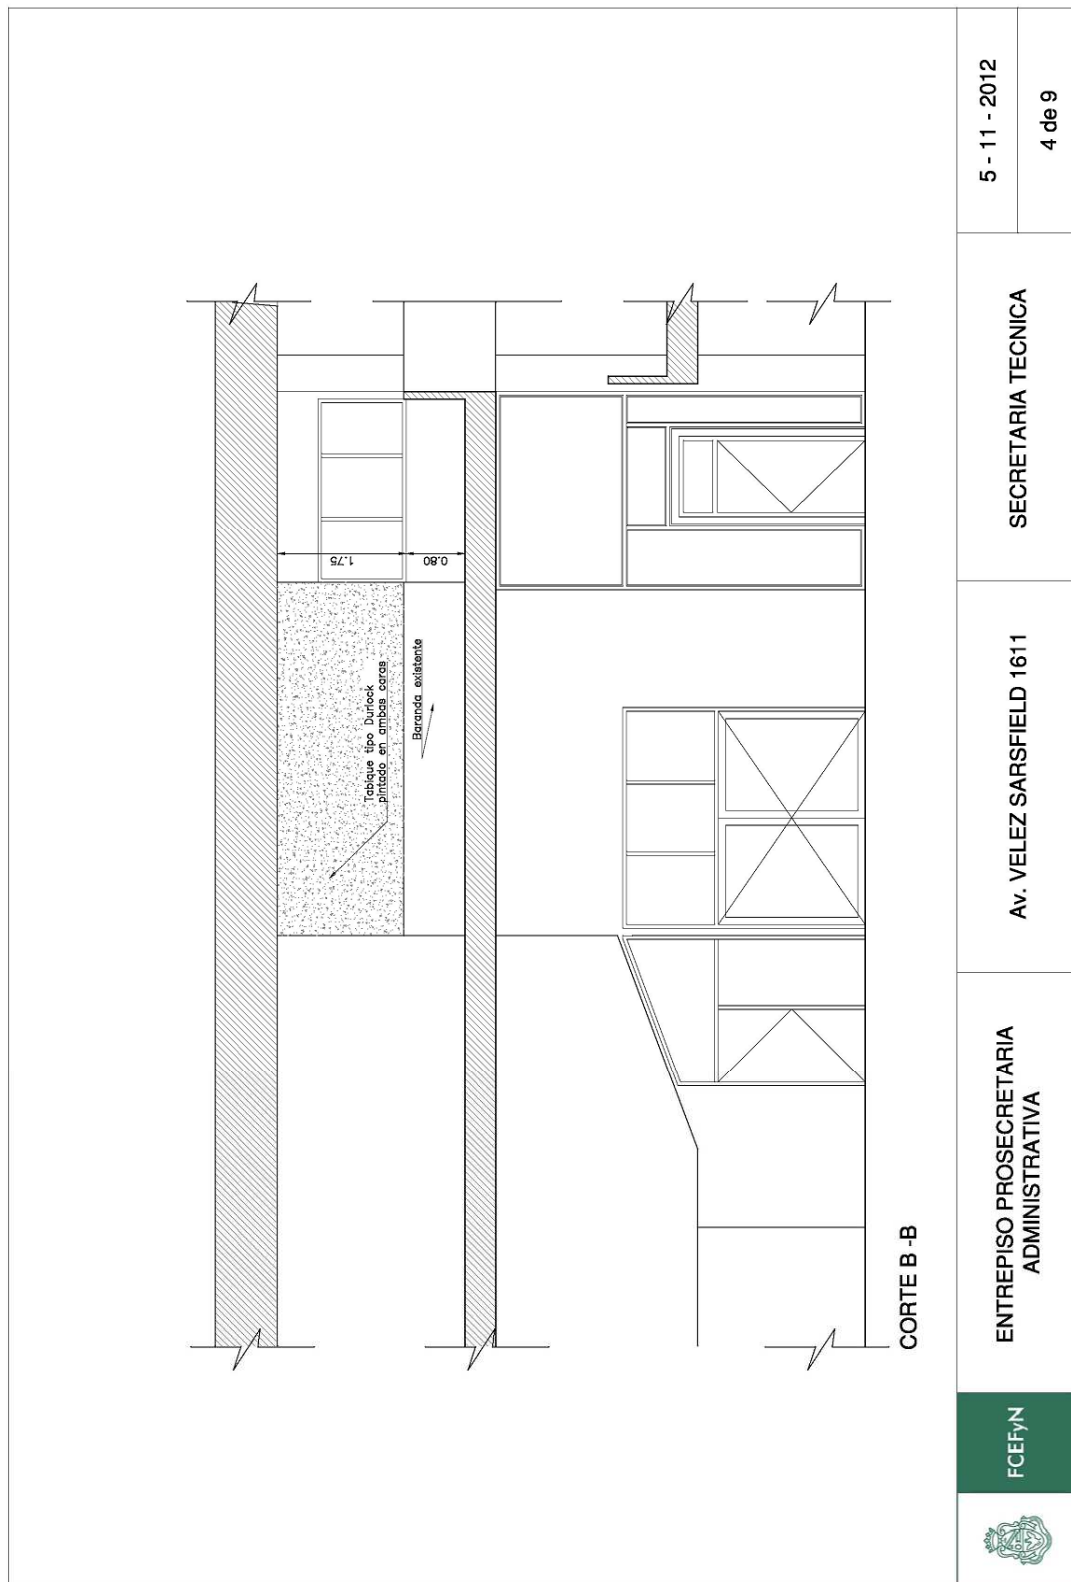 1.75
0.80
Tabique tipo Durlock
pintado en ambas caras
Baranda existente
CORTE B -B
FCEFyN
ENTREPISO PROSECRETARIA
ADMINISTRATIVA
Av. VELEZ SARSFIELD 1611
SECRETARIA TECNICA
5 - 11 - 2012
4 de 9